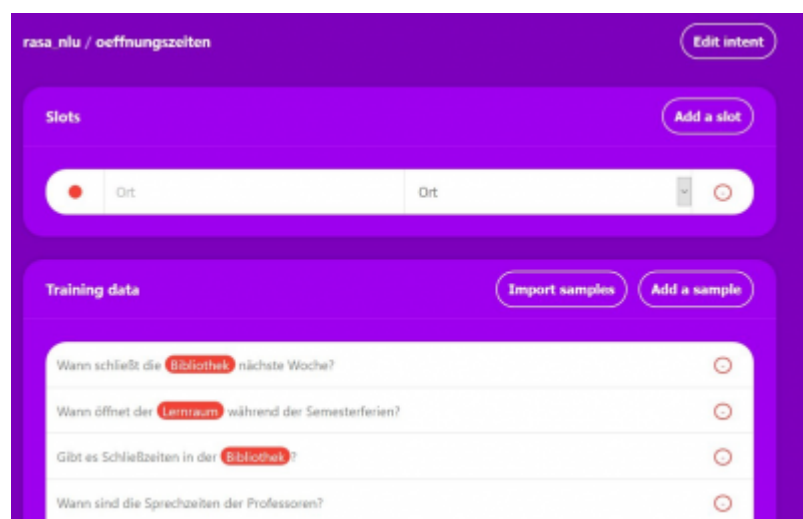 rasa_nlu / oeffnungszeiten
Edit intent
Slots
Add a slot
Ort
Ort
Training data
Import samples
Add a sample
Wann schließt die Bibliothek nächste Woche?
Wann öffnet der Lernraum während der Semesterferien?
Gibt es Schließzeiten in der Bibliothek?
Wann sind die Sprechzeiten der Professoren?